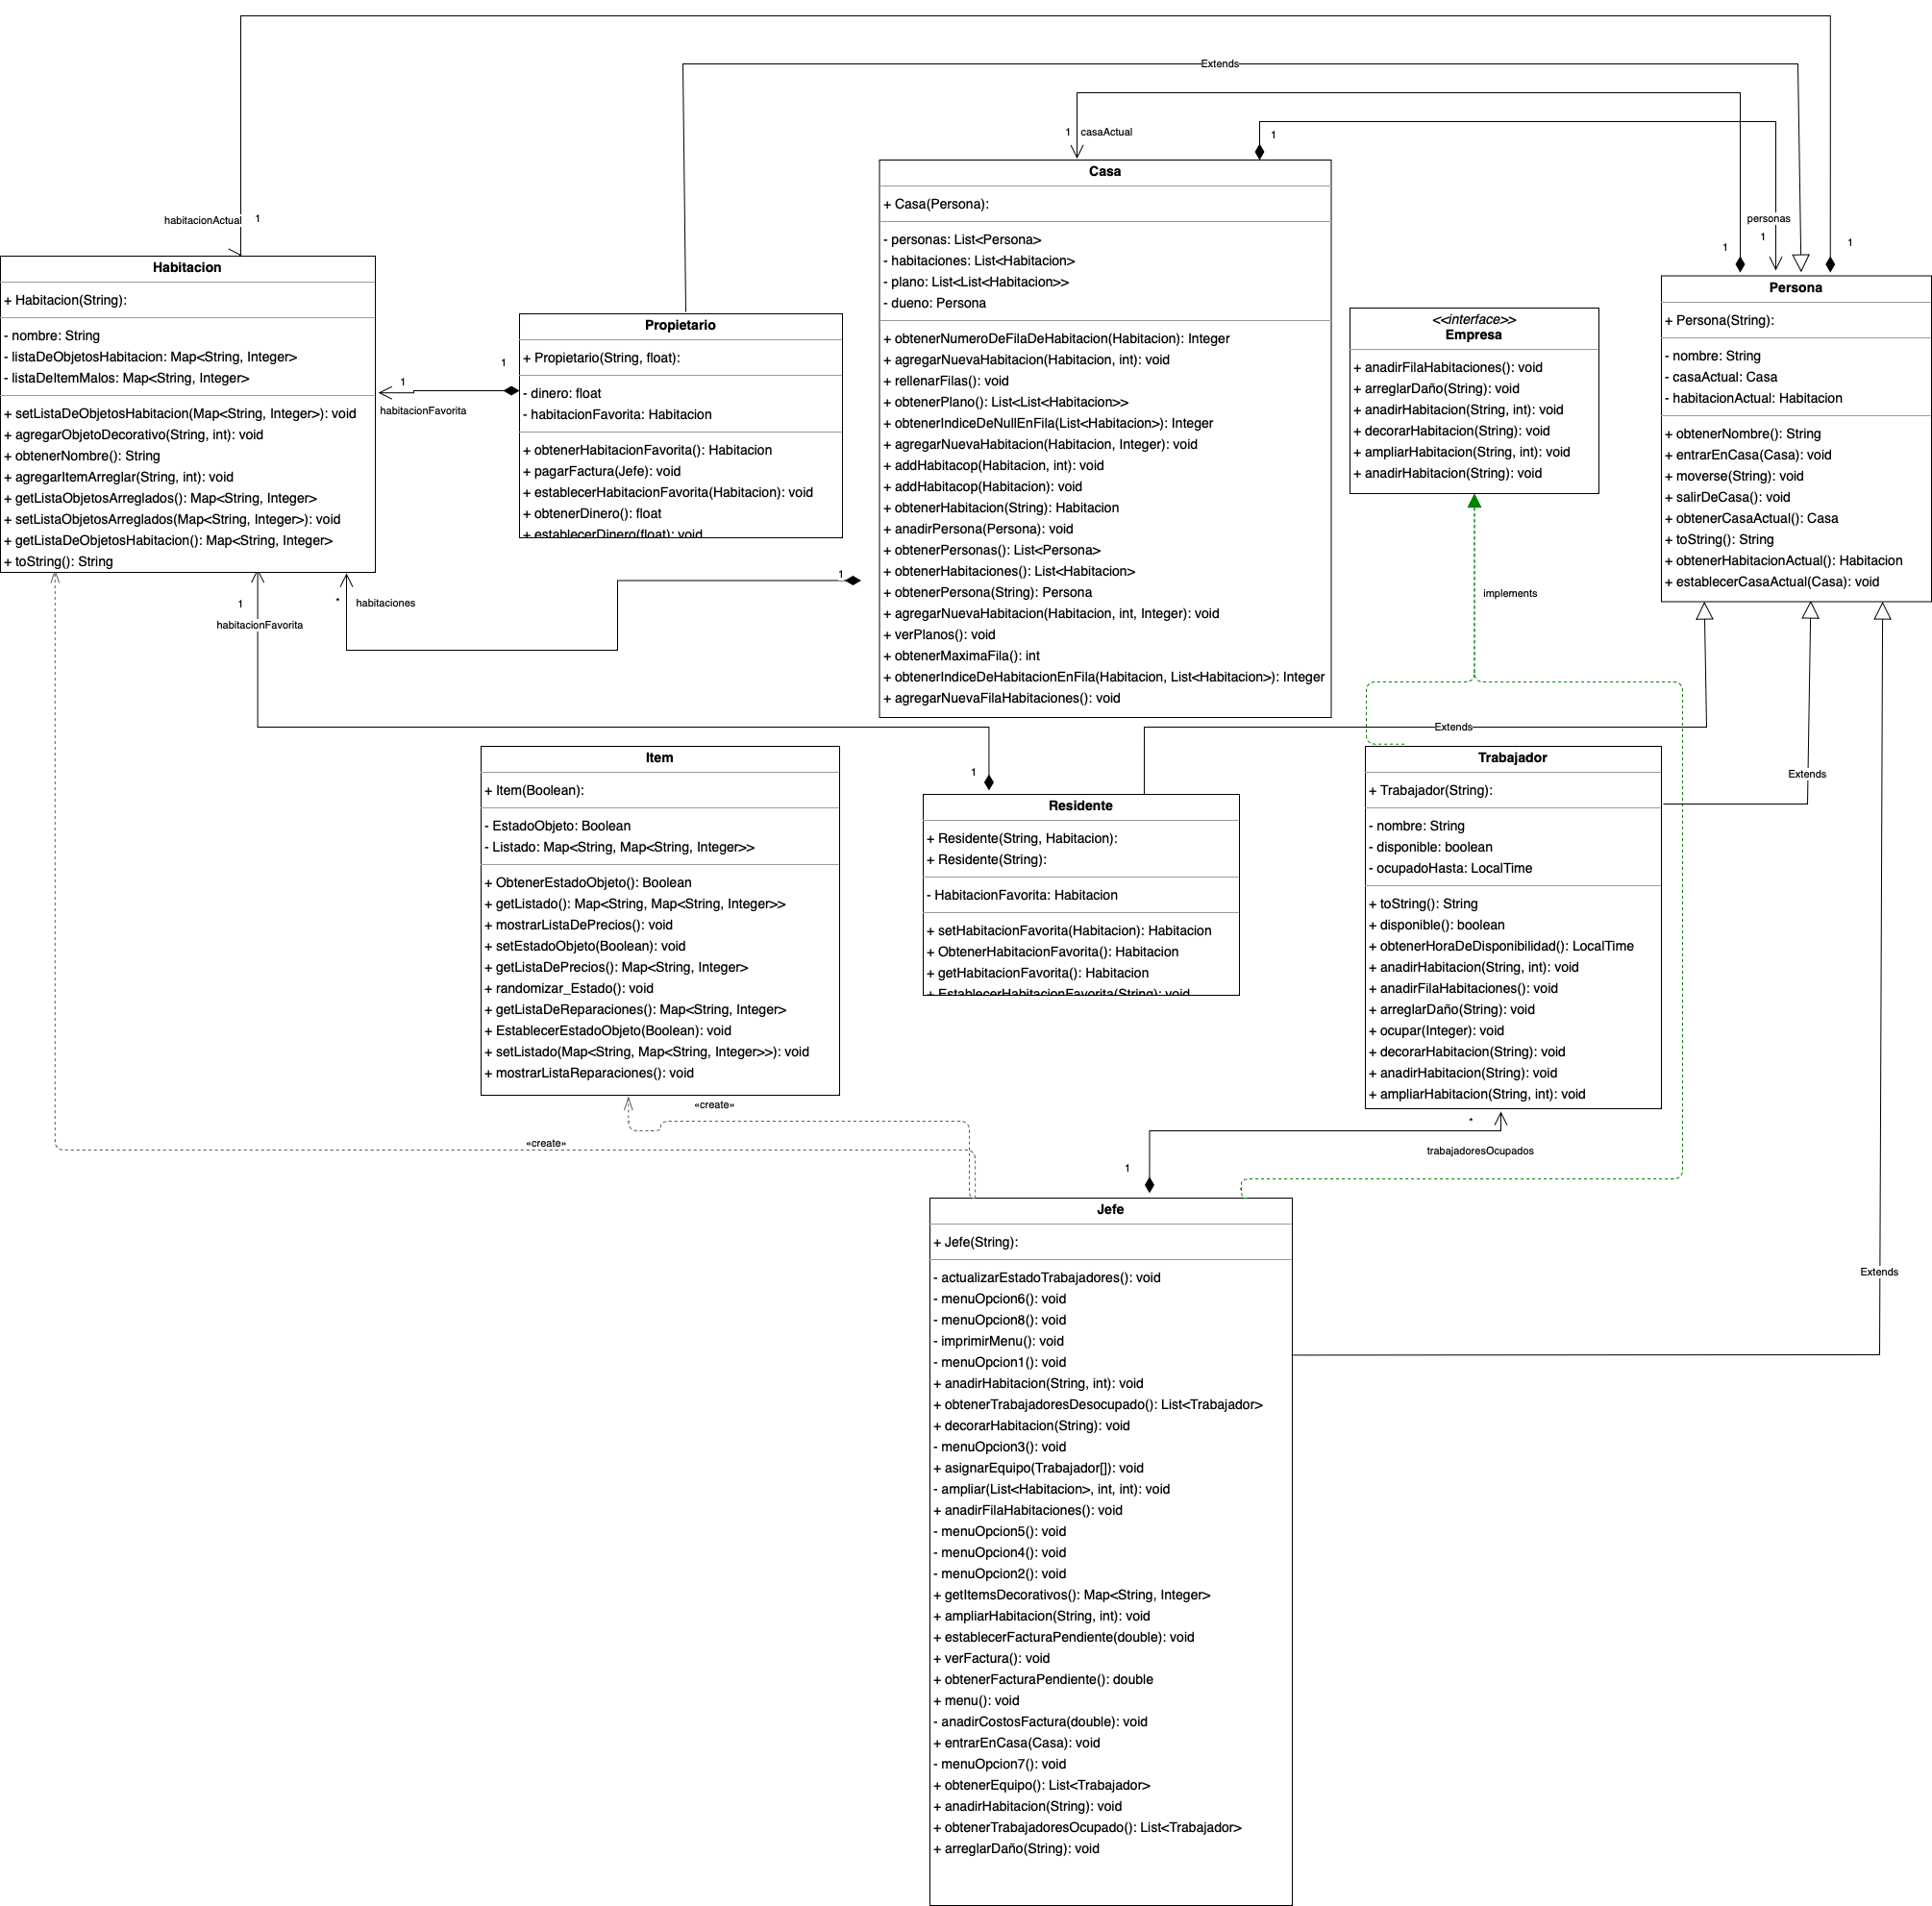 Extends
1 casaActual
1
habitacionActual 1
personas
1
1
1
Habitacion
+ Habitacion(String):
- nombre: String
- listaDeObjetosHabitacion: Map<String, Integer>
- listaDeItemMalos: Map<String, Integer>
+ setListaDeObjetosHabitacion(Map<String, Integer>): void
+ agregarObjetoDecorativo(String, int): void
+ obtenerNombre(): String
+ agregarItemArreglar(String, int): void
+ getListaObjetosArreglados(): Map<String, Integer>
+ setListaObjetosArreglados(Map<String, Integer>): void
+ getListaDeObjetosHabitacion(): Map<String, Integer>
+ toString(): String
1
1
habitacionFavorita
Propietario
+ Propietario(String, float):
- dinero: float
- habitacionFavorita: Habitacion
+ obtenerHabitacionFavorita(): Habitacion
+ pagarFactura(Jefe): void
+ establecerHabitacionFavorita(Habitacion): void
+ obtenerDinero(): float
+ establecerDinero(float): void
Casa
+ Casa(Persona):
- personas: List<Persona>
- habitaciones: List<Habitacion>
- plano: List<List<Habitacion>>
- dueno: Persona
+ obtenerNumeroDeFilaDeHabitacion(Habitacion): Integer
+ agregarNuevaHabitacion(Habitacion, int): void
+ rellenarFilas(): void
+ obtenerPlano(): List<List<Habitacion>>
+ obtenerIndiceDeNullEnFila(List<Habitacion>): Integer
+ agregarNuevaHabitacion(Habitacion, Integer): void
+ addHabitacop(Habitacion, int): void
+ addHabitacop(Habitacion): void
+ obtenerHabitacion(String): Habitacion
+ anadirPersona(Persona): void
+ obtenerPersonas(): List<Persona>
+ obtenerHabitaciones(): List<Habitacion>
+ obtenerPersona(String): Persona
+ agregarNuevaHabitacion(Habitacion, int, Integer): void
+ verPlanos(): void
+ obtenerMaximaFila(): int
+ obtenerIndiceDeHabitacionEnFila(Habitacion, List<Habitacion>): Integer
+ agregarNuevaFilaHabitaciones(): void
<<interface>>
Empresa
+ anadirFilaHabitaciones(): void
+ arreglarDaño(String): void
+ anadirHabitacion(String, int): void
+ decorarHabitacion(String): void
+ ampliarHabitacion(String, int): void
+ anadirHabitacion(String): void
Persona
+ Persona(String):
- nombre: String
- casaActual: Casa
- habitacionActual: Habitacion
+ obtenerNombre(): String
+ entrarEnCasa(Casa): void
+ moverse(String): void
+ salirDeCasa(): void
+ obtenerCasaActual(): Casa
+ toString(): String
+ obtenerHabitacionActual(): Habitacion
+ establecerCasaActual(Casa): void
1
* habitaciones
1
habitacionFavorita
implements
Extends
Extends
1
Item
+ Item(Boolean):
- EstadoObjeto: Boolean
- Listado: Map<String, Map<String, Integer>>
+ ObtenerEstadoObjeto(): Boolean
+ getListado(): Map<String, Map<String, Integer>>
+ mostrarListaDePrecios(): void
+ setEstadoObjeto(Boolean): void
+ getListaDePrecios(): Map<String, Integer>
+ randomizar_Estado(): void
+ getListaDeReparaciones(): Map<String, Integer>
+ EstablecerEstadoObjeto(Boolean): void
+ setListado(Map<String, Map<String, Integer>>): void
+ mostrarListaReparaciones(): void
Residente
+ Residente(String, Habitacion):
+ Residente(String):
- HabitacionFavorita: Habitacion
+ setHabitacionFavorita(Habitacion): Habitacion
+ ObtenerHabitacionFavorita(): Habitacion
+ getHabitacionFavorita(): Habitacion
+ EstablecerHabitacionFavorita(String): void
Trabajador
+ Trabajador(String):
- nombre: String
- disponible: boolean
- ocupadoHasta: LocalTime
+ toString(): String
+ disponible(): boolean
+ obtenerHoraDeDisponibilidad(): LocalTime
+ anadirHabitacion(String, int): void
+ anadirFilaHabitaciones(): void
+ arreglarDaño(String): void
+ ocupar(Integer): void
+ decorarHabitacion(String): void
+ anadirHabitacion(String): void
+ ampliarHabitacion(String, int): void
«create»
«create»
*
trabajadoresOcupados
1
Extends
Jefe
+ Jefe(String):
- actualizarEstadoTrabajadores(): void
- menuOpcion6(): void
- menuOpcion8(): void
- imprimirMenu(): void
- menuOpcion1(): void
+ anadirHabitacion(String, int): void
+ obtenerTrabajadoresDesocupado(): List<Trabajador>
+ decorarHabitacion(String): void
- menuOpcion3(): void
+ asignarEquipo(Trabajador[]): void
- ampliar(List<Habitacion>, int, int): void
+ anadirFilaHabitaciones(): void
- menuOpcion5(): void
- menuOpcion4(): void
- menuOpcion2(): void
+ getItemsDecorativos(): Map<String, Integer>
+ ampliarHabitacion(String, int): void
+ establecerFacturaPendiente(double): void
+ verFactura(): void
+ obtenerFacturaPendiente(): double
+ menu(): void
- anadirCostosFactura(double): void
+ entrarEnCasa(Casa): void
- menuOpcion7(): void
+ obtenerEquipo(): List<Trabajador>
+ anadirHabitacion(String): void
+ obtenerTrabajadoresOcupado(): List<Trabajador>
+ arreglarDaño(String): void